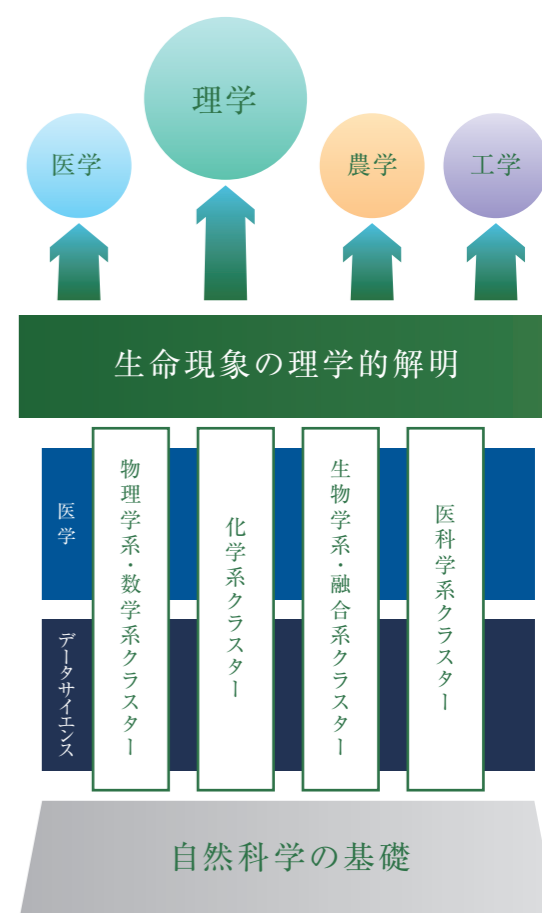 理学
医学
農学
工学
生命現象の理学的解明
医学
データサイエンス
物理学系・数学系クラスター
化学系クラスター
生物学系・融合系クラスター
医科学系クラスター
自然科学の基礎